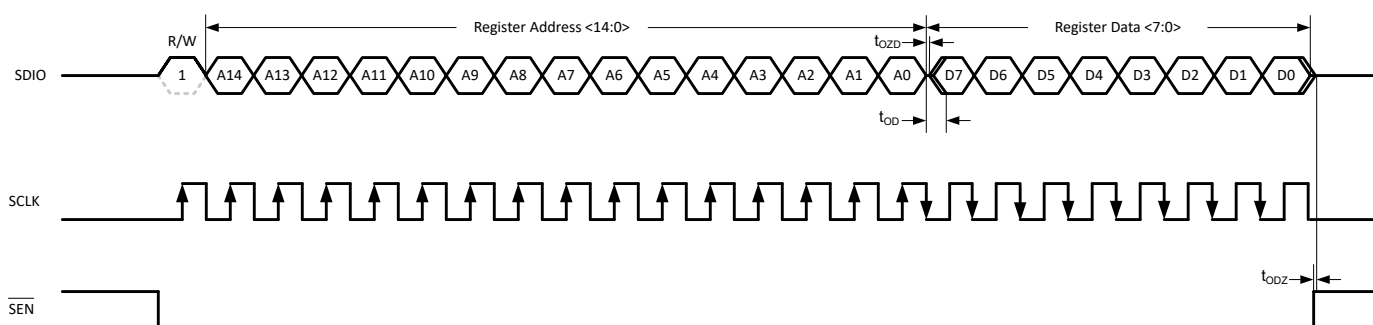 Register Address <14:0>
Register Data <7:0>
R/W
tOZD
SDIO
1 A14 A13 A12 A11 A10 A9 A8 A7 A6 A5 A4 A3 A2 A1 A0 D7 D6 D5 D4 D3 D2 D1 D0
tOD
SCLK
tODZ
SEN